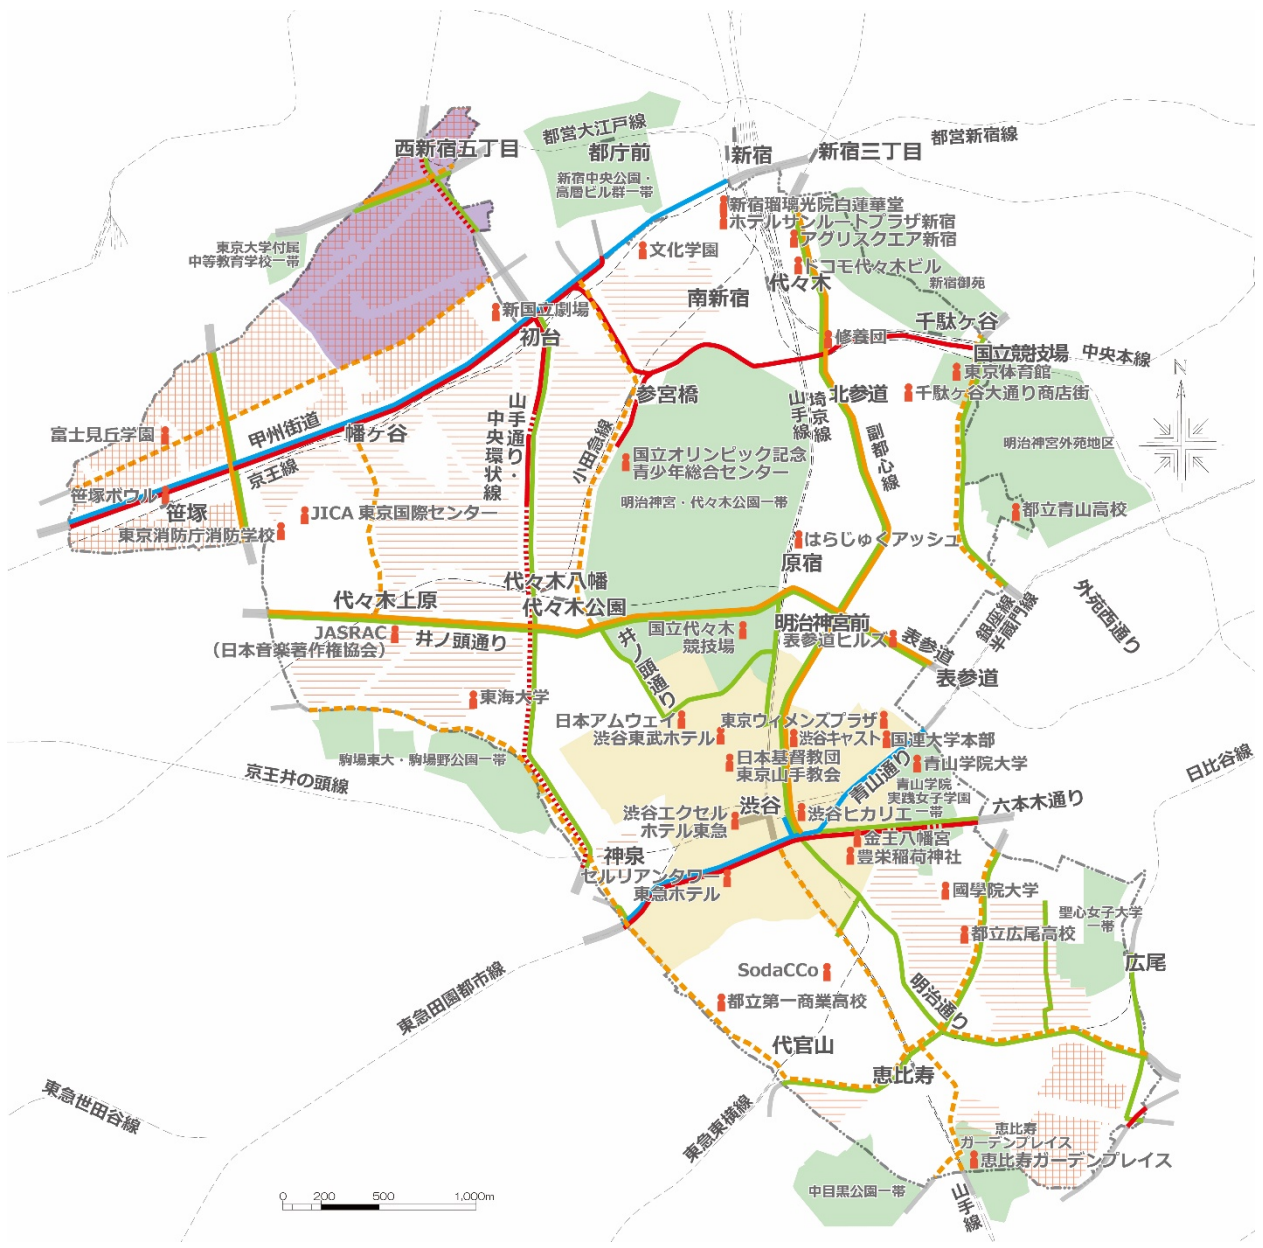 都営大江戸線
都庁前
新宿中央公園・
高層ビル群一帯
西新宿五丁目
新宿
新宿三丁目
都営新宿線
新宿瑠璃光院白蓮華堂
ホテルサンルートプラザ新宿
アグリスクエア新宿
東京大学付属
中等教育学校一帯
文化学園
ドコモ代々木ビル
代々木
新宿御苑
南新宿
新国立劇場
初台
千駄ヶ谷
修養団
国立競技場
中央本線
東京体育館
千駄ヶ谷大通り商店街
北参道
参宮橋
山手線
埼京線
山手通り・
中央環状線
小田急線
副都心線
富士見丘学園
甲州街道
幡ヶ谷
京王線
国立オリンピック記念
青少年総合センター
明治神宮・代々木公園一帯
明治神宮外苑地区
笹塚ボウル
笹塚
JICA 東京国際センター
東京消防庁消防学校
都立青山高校
はらじゅくアッシュ
原宿
代々木八幡
代々木上原
代々木公園
銀座線
半蔵門線
外苑西通り
JASRAC
（日本音楽著作権協会）
井ノ頭通り
井ノ頭通り
国立代々木
競技場
明治神宮前
表参道ヒルズ
表参道
表参道
東海大学
日本アムウェイ
渋谷東武ホテル
東京ウィメンズプラザ
渋谷キャスト
国連大学本部
日本基督教団
東京山手教会
青山通り
青山学院大学
青山学院・
実践女子学園
一帯
駒場東大・駒場野公園一帯
京王井の頭線
日比谷線
六本木通り
渋谷エクセル
ホテル東急
渋谷
渋谷ヒカリエ
金王八幡宮
豊栄稲荷神社
神泉
セルリアンタワー
東急ホテル
國學院大学
聖心女子大学
一帯
都立広尾高校
広尾
SodaCCo
都立第一商業高校
明治通り
東急田園都市線
代官山
恵比寿
東急世田谷線
東急東横線
恵比寿
ガーデンプレイス
恵比寿ガーデンプレイス
中目黒公園一帯
山手線
N
0 200 500 1,000m